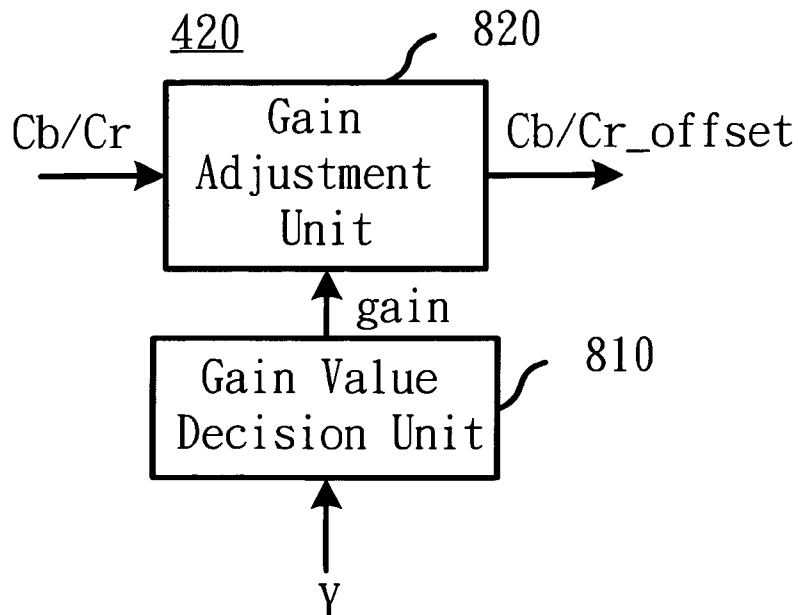 420
820
Cb/Cr
Gain
Adjustment
Unit
Cb/Cr_offset
gain
810
Gain Value
Decision Unit
Y